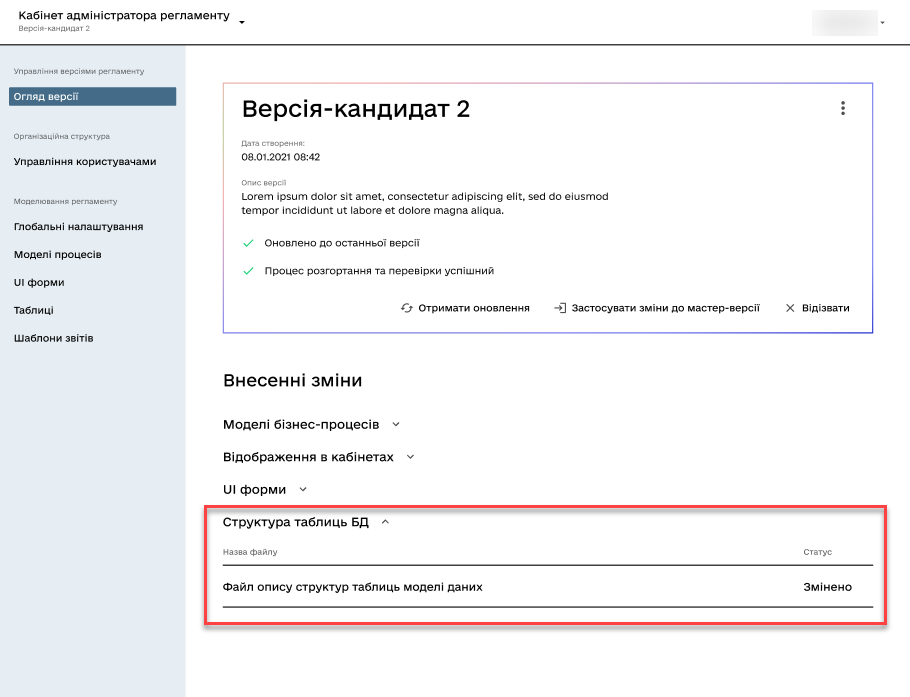 Кабінет адміністратора регламенту
Версія-кандидат 2
Управління версіями регламенту
Огляд версії
Організаційна структура
Управління користувачами
Моделювання регламенту
Глобальні налаштування
Моделі процесів
UI форми
Таблиці
Шаблони звітів
Версія-кандидат 2
Дата створення:
08.01.2021 08:42
Опис версії
Lorem ipsum dolor sit amet, consectetur adipiscing elit, sed do eiusmod
tempor incididunt ut labore et dolore magna aliqua.
Оновлено до останньої версії
Процес розгортання та перевірки успішний
Отримати оновлення Застосувати зміни до мастер-версії Відізвати
Внесенні зміни
Моделі бізнес-процесів
Відображення в кабінетах
UI форми
Структура таблиць БД
Назва файлу Статус
Файл опису структур таблиць моделі даних Змінено